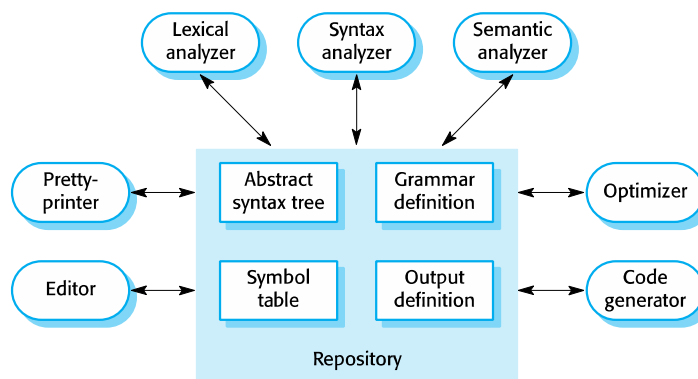 Lexical
analyzer
Syntax
analyzer
Semantic
analyzer
Pretty-
printer
Abstract
syntax tree
Grammar
definition
Optimizer
Editor
Symbol
table
Output
definition
Code
generator
Repository